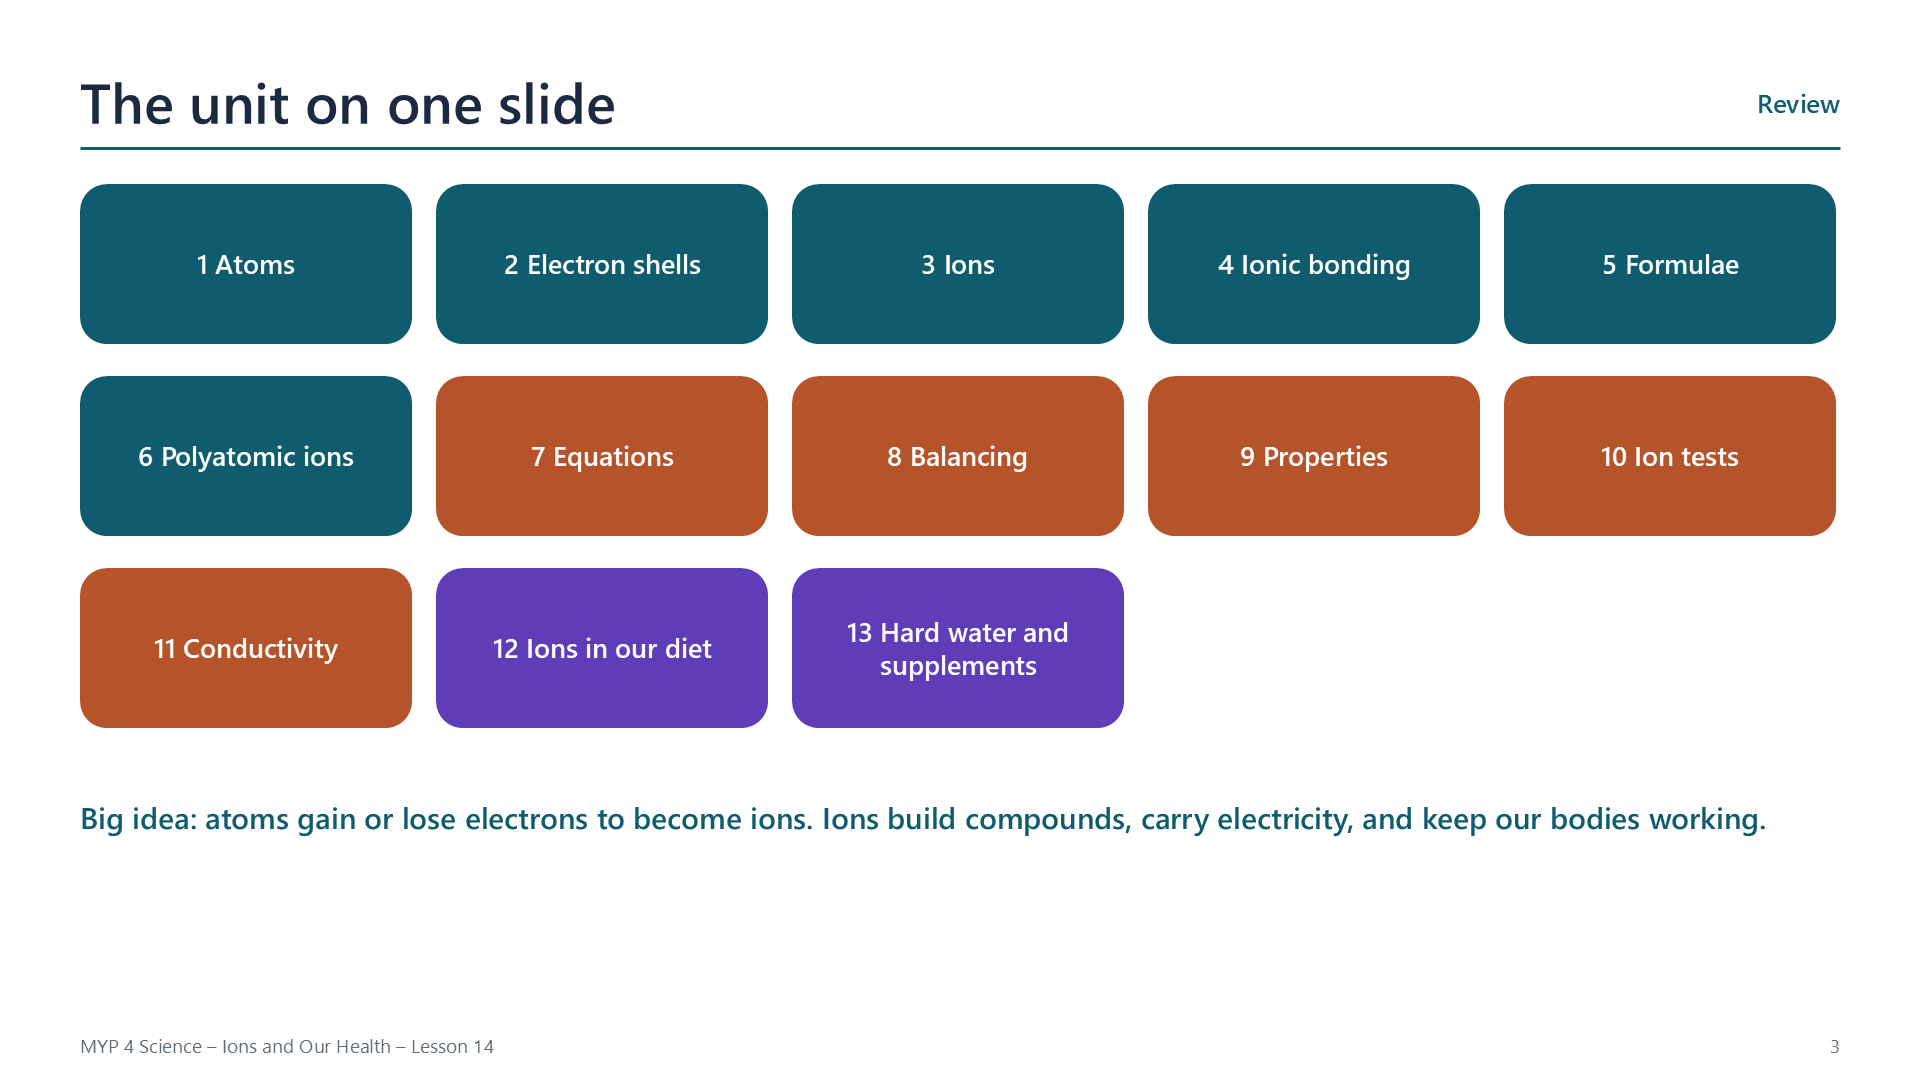 The unit on one slide
Review
1 Atoms
2 Electron shells
3 Ions
4 Ionic bonding
5 Formulae
6 Polyatomic ions
7 Equations
8 Balancing
9 Properties
10 Ion tests
11 Conductivity
12 Ions in our diet
13 Hard water and
supplements
Big idea: atoms gain or lose electrons to become ions. Ions build compounds, carry electricity, and keep our bodies working.
MYP 4 Science – Ions and Our Health – Lesson 14
3